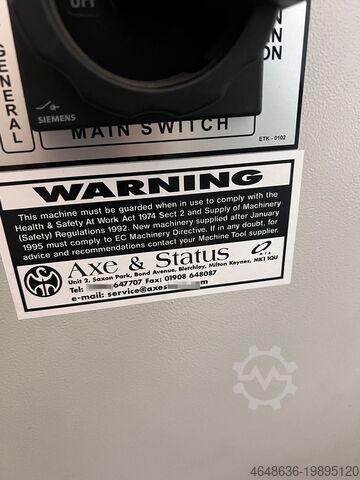 OFF
GENERAL
SIEMENS
MAIN SWITCH
ETK - 0102
WARNING
This machine must be guarded when in use to comply with the
Health & Safety At Work Act 1974 Sect 2 and Supply of Machinery
(Safety) Regulations 1992. New machinery supplied after January
1995 must comply to EC Machinery Directive. If in any doubt, for
advice and recommendations contact your Machine Tool supplier.
Axe & Status
Unit 2, Saxon Park, Bond Avenue, Bletchley, Milton Keynes, MK1 1QU
Tel: 647707 Fax: 01908 648087
e-mail: service@axes m
4648636-19895120